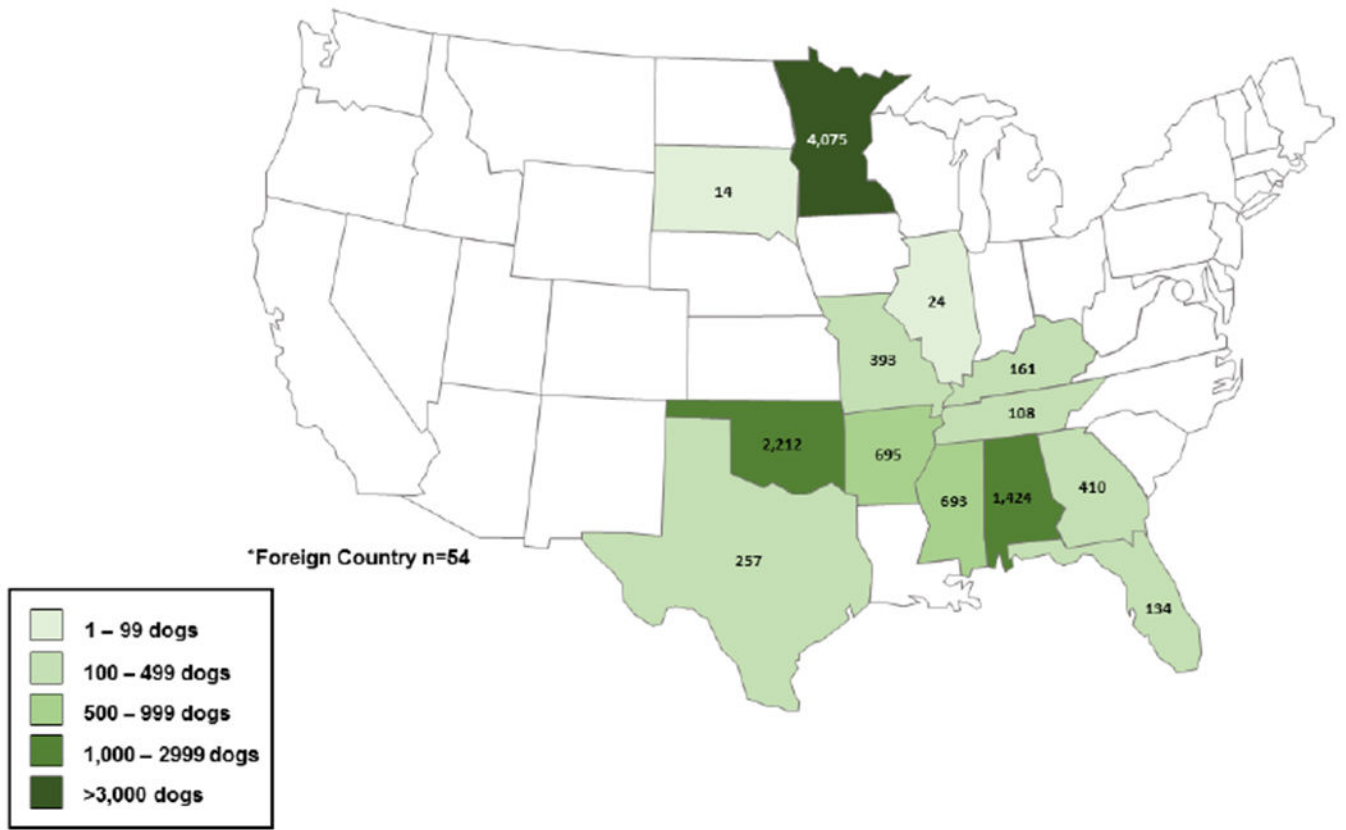 4,075
14
24
393
161
108
2,212
695
693
1,424
410
257
134
*Foreign Country n=54
1 – 99 dogs
100 – 499 dogs
500 – 999 dogs
1,000 – 2999 dogs
>3,000 dogs